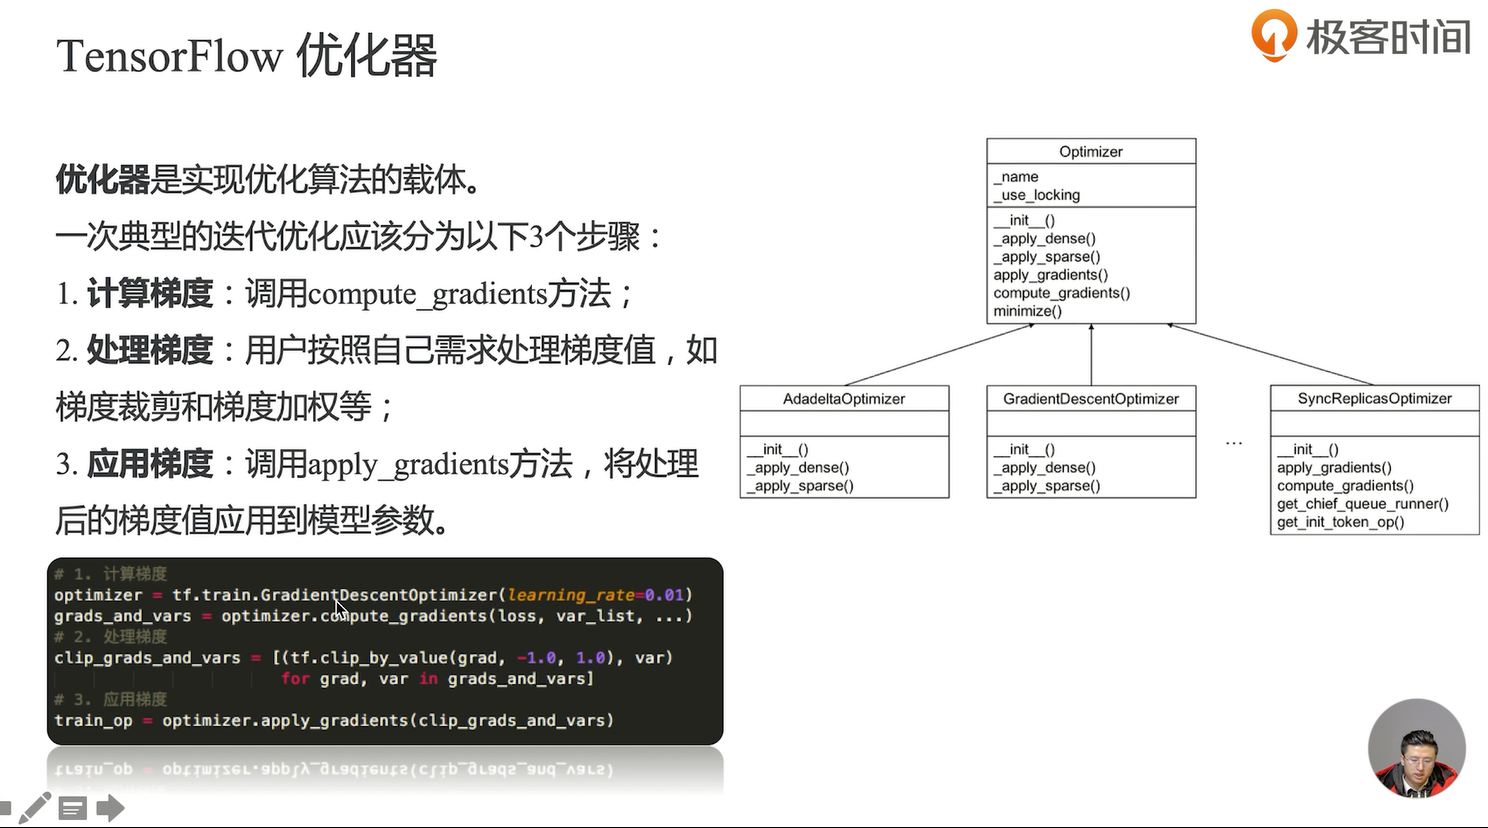 TensorFlow 优化器
极客时间
优化器是实现优化算法的载体。
一次典型的迭代优化应该分为以下3个步骤：
1. 计算梯度：调用compute_gradients方法；
2. 处理梯度：用户按照自己需求处理梯度值，如
梯度裁剪和梯度加权等；
3. 应用梯度：调用apply_gradients方法，将处理
后的梯度值应用到模型参数。
# 1. 计算梯度
optimizer = tf.train.GradientDescentOptimizer(learning_rate=0.01)
grads_and_vars = optimizer.compute_gradients(loss, var_list, ...)
# 2. 处理梯度
clip_grads_and_vars = [(tf.clip_by_value(grad, -1.0, 1.0), var)
for grad, var in grads_and_vars]
# 3. 应用梯度
train_op = optimizer.apply_gradients(clip_grads_and_vars)
Optimizer
_name
_use_locking
__init__()
_apply_dense()
_apply_sparse()
apply_gradients()
compute_gradients()
minimize()
AdadeltaOptimizer
__init__()
_apply_dense()
_apply_sparse()
GradientDescentOptimizer
__init__()
_apply_dense()
_apply_sparse()
...
SyncReplicasOptimizer
__init__()
apply_gradients()
compute_gradients()
get_chief_queue_runner()
get_init_token_op()